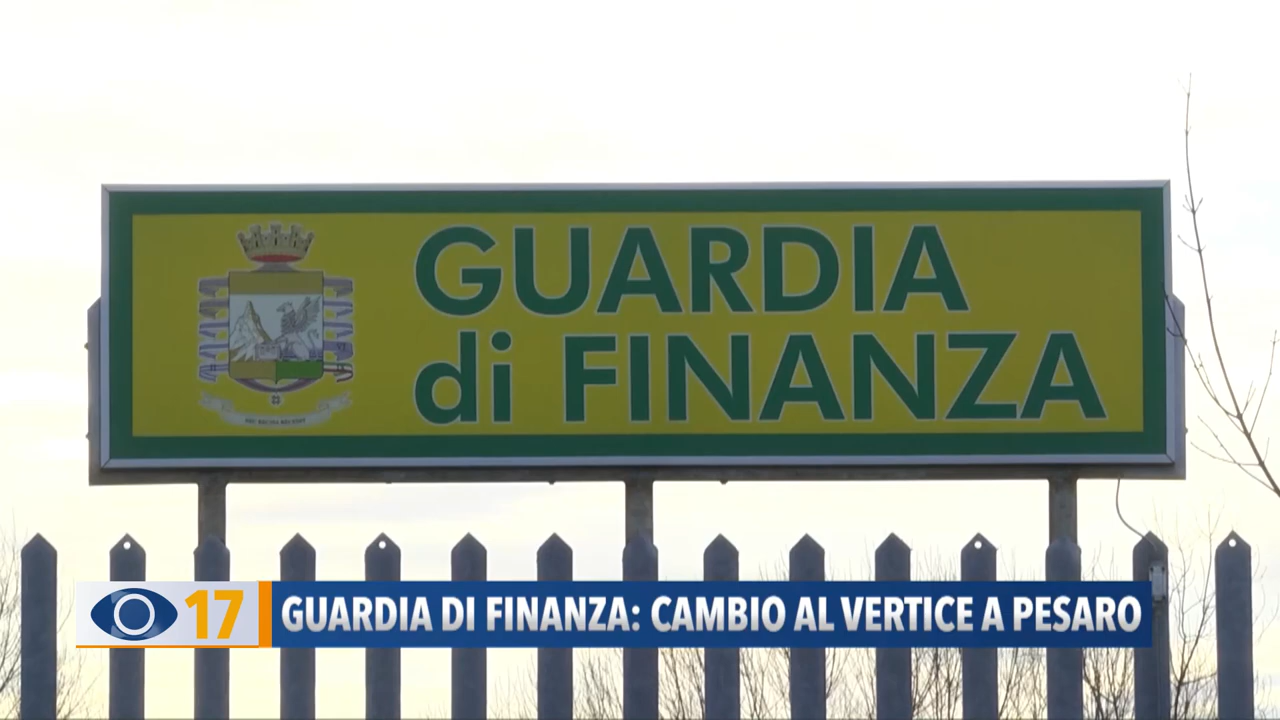 GUARDIA
di FINANZA
17 GUARDIA DI FINANZA: CAMBIO AL VERTICE A PESARO